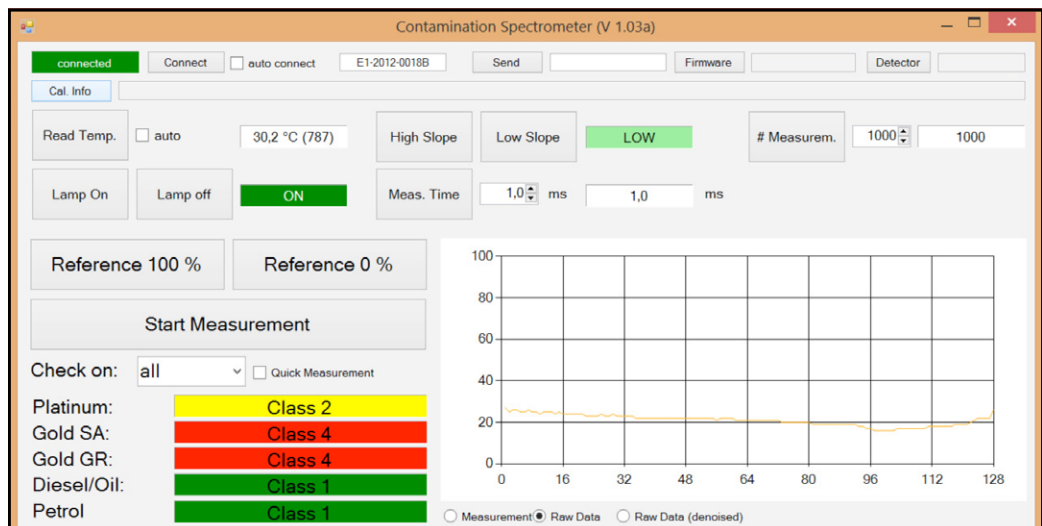 Contamination Spectrometer (V 1.03a)
connected Connect auto connect E1-2012-0018B Send Firmware Detector
Cal. Info
Read Temp. auto 30,2 °C (787) High Slope Low Slope LOW # Measurem. 1000 1000
Lamp On Lamp off ON Meas. Time 1,0 ms 1,0 ms
Reference 100 % Reference 0 %
Start Measurement
Check on: all Quick Measurement
Platinum: Class 2
Gold SA: Class 4
Gold GR: Class 4
Diesel/Oil: Class 1
Petrol Class 1
100
80
60
40
20
0
0 16 32 48 64 80 96 112 128
Measurement Raw Data Raw Data (denoised)